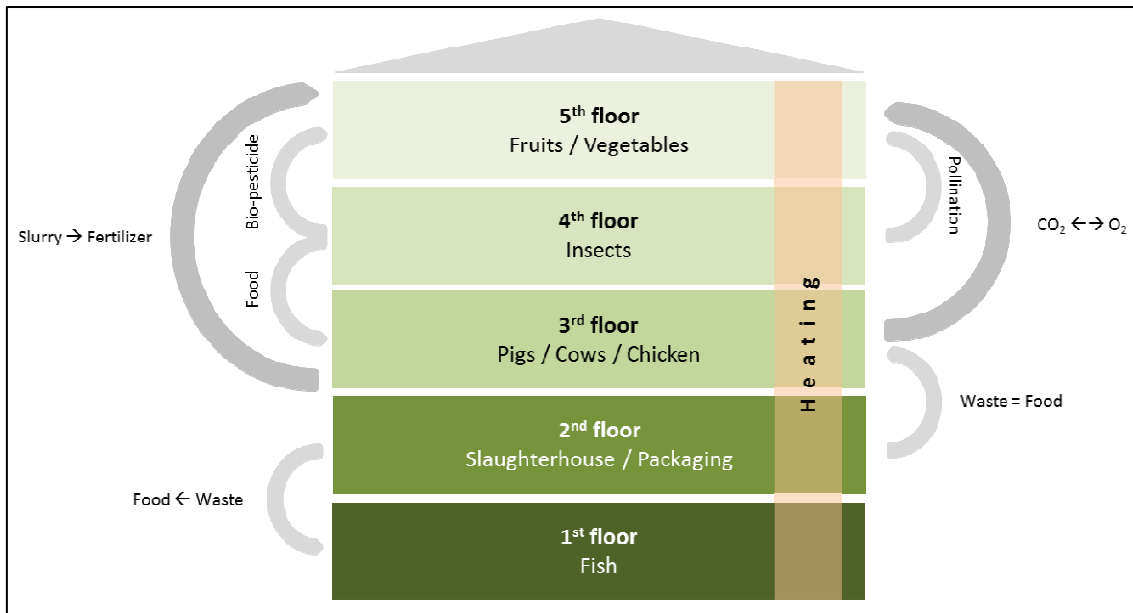 5th floor
Fruits / Vegetables
4th floor
Insects
3rd floor
Pigs / Cows / Chicken
2nd floor
Slaughterhouse / Packaging
1st floor
Fish
Heating
Slurry → Fertilizer
Bio-pesticide
Food
Food ← Waste
Pollination
CO₂ ←→ O₂
Waste = Food